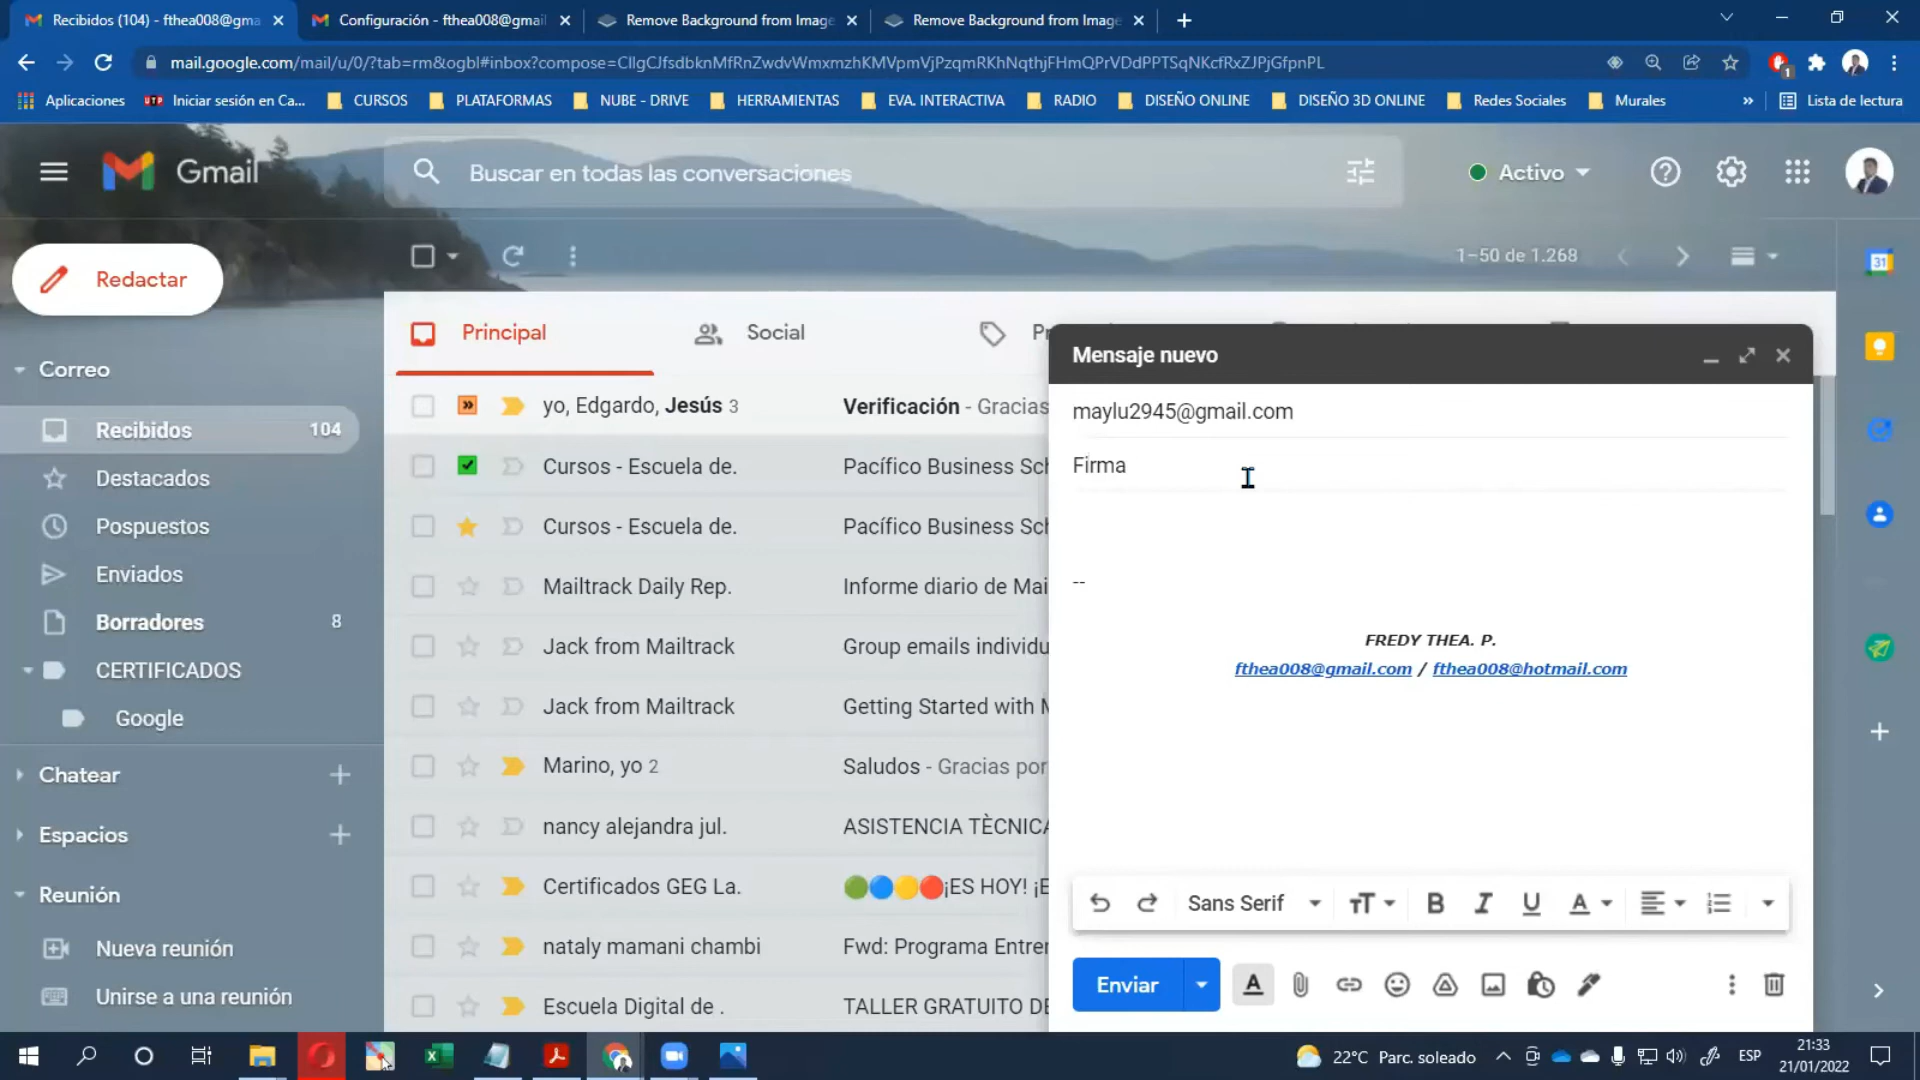 Recibidos (104) - fthea008@gma
Configuración - fthea008@gmail
Remove Background from Image
Remove Background from Image
mail.google.com/mail/u/0/?tab=rm&ogbl#inbox?compose=CllgCJfsdbknMfRnZwdvWmxmzhKMVpmVjPzqmRKhNqthjFHmQPrVDdPPTSqNKcfRxZJPjGfpnPL
1
Aplicaciones
UTP Iniciar sesión en Ca...
CURSOS
PLATAFORMAS
NUBE - DRIVE
HERRAMIENTAS
EVA. INTERACTIVA
RADIO
DISEÑO ONLINE
DISEÑO 3D ONLINE
Redes Sociales
Murales
»
Lista de lectura
Gmail
Buscar en todas las conversaciones
Activo
Redactar
1–50 de 1.268
31
Principal
Social
Correo
Recibidos 104
Destacados
Pospuestos
Enviados
Borradores 8
CERTIFICADOS
Google
Chatear
Espacios
Reunión
Nueva reunión
Unirse a una reunión
yo, Edgardo, Jesús 3 Verificación - Gracias
Cursos - Escuela de. Pacífico Business Sch
Cursos - Escuela de. Pacífico Business Sch
Mailtrack Daily Rep. Informe diario de Mai
Jack from Mailtrack Group emails individu
Jack from Mailtrack Getting Started with M
Marino, yo 2 Saludos - Gracias por
nancy alejandra jul. ASISTENCIA TÈCNICA
Certificados GEG La. ¡ES HOY! ¡E
nataly mamani chambi Fwd: Programa Entren
Escuela Digital de . TALLER GRATUITO DE
Mensaje nuevo
maylu2945@gmail.com
Firma
--
FREDY THEA. P.
fthea008@gmail.com / fthea008@hotmail.com
Sans Serif
Enviar
22°C Parc. soleado
ESP
21:33
21/01/2022